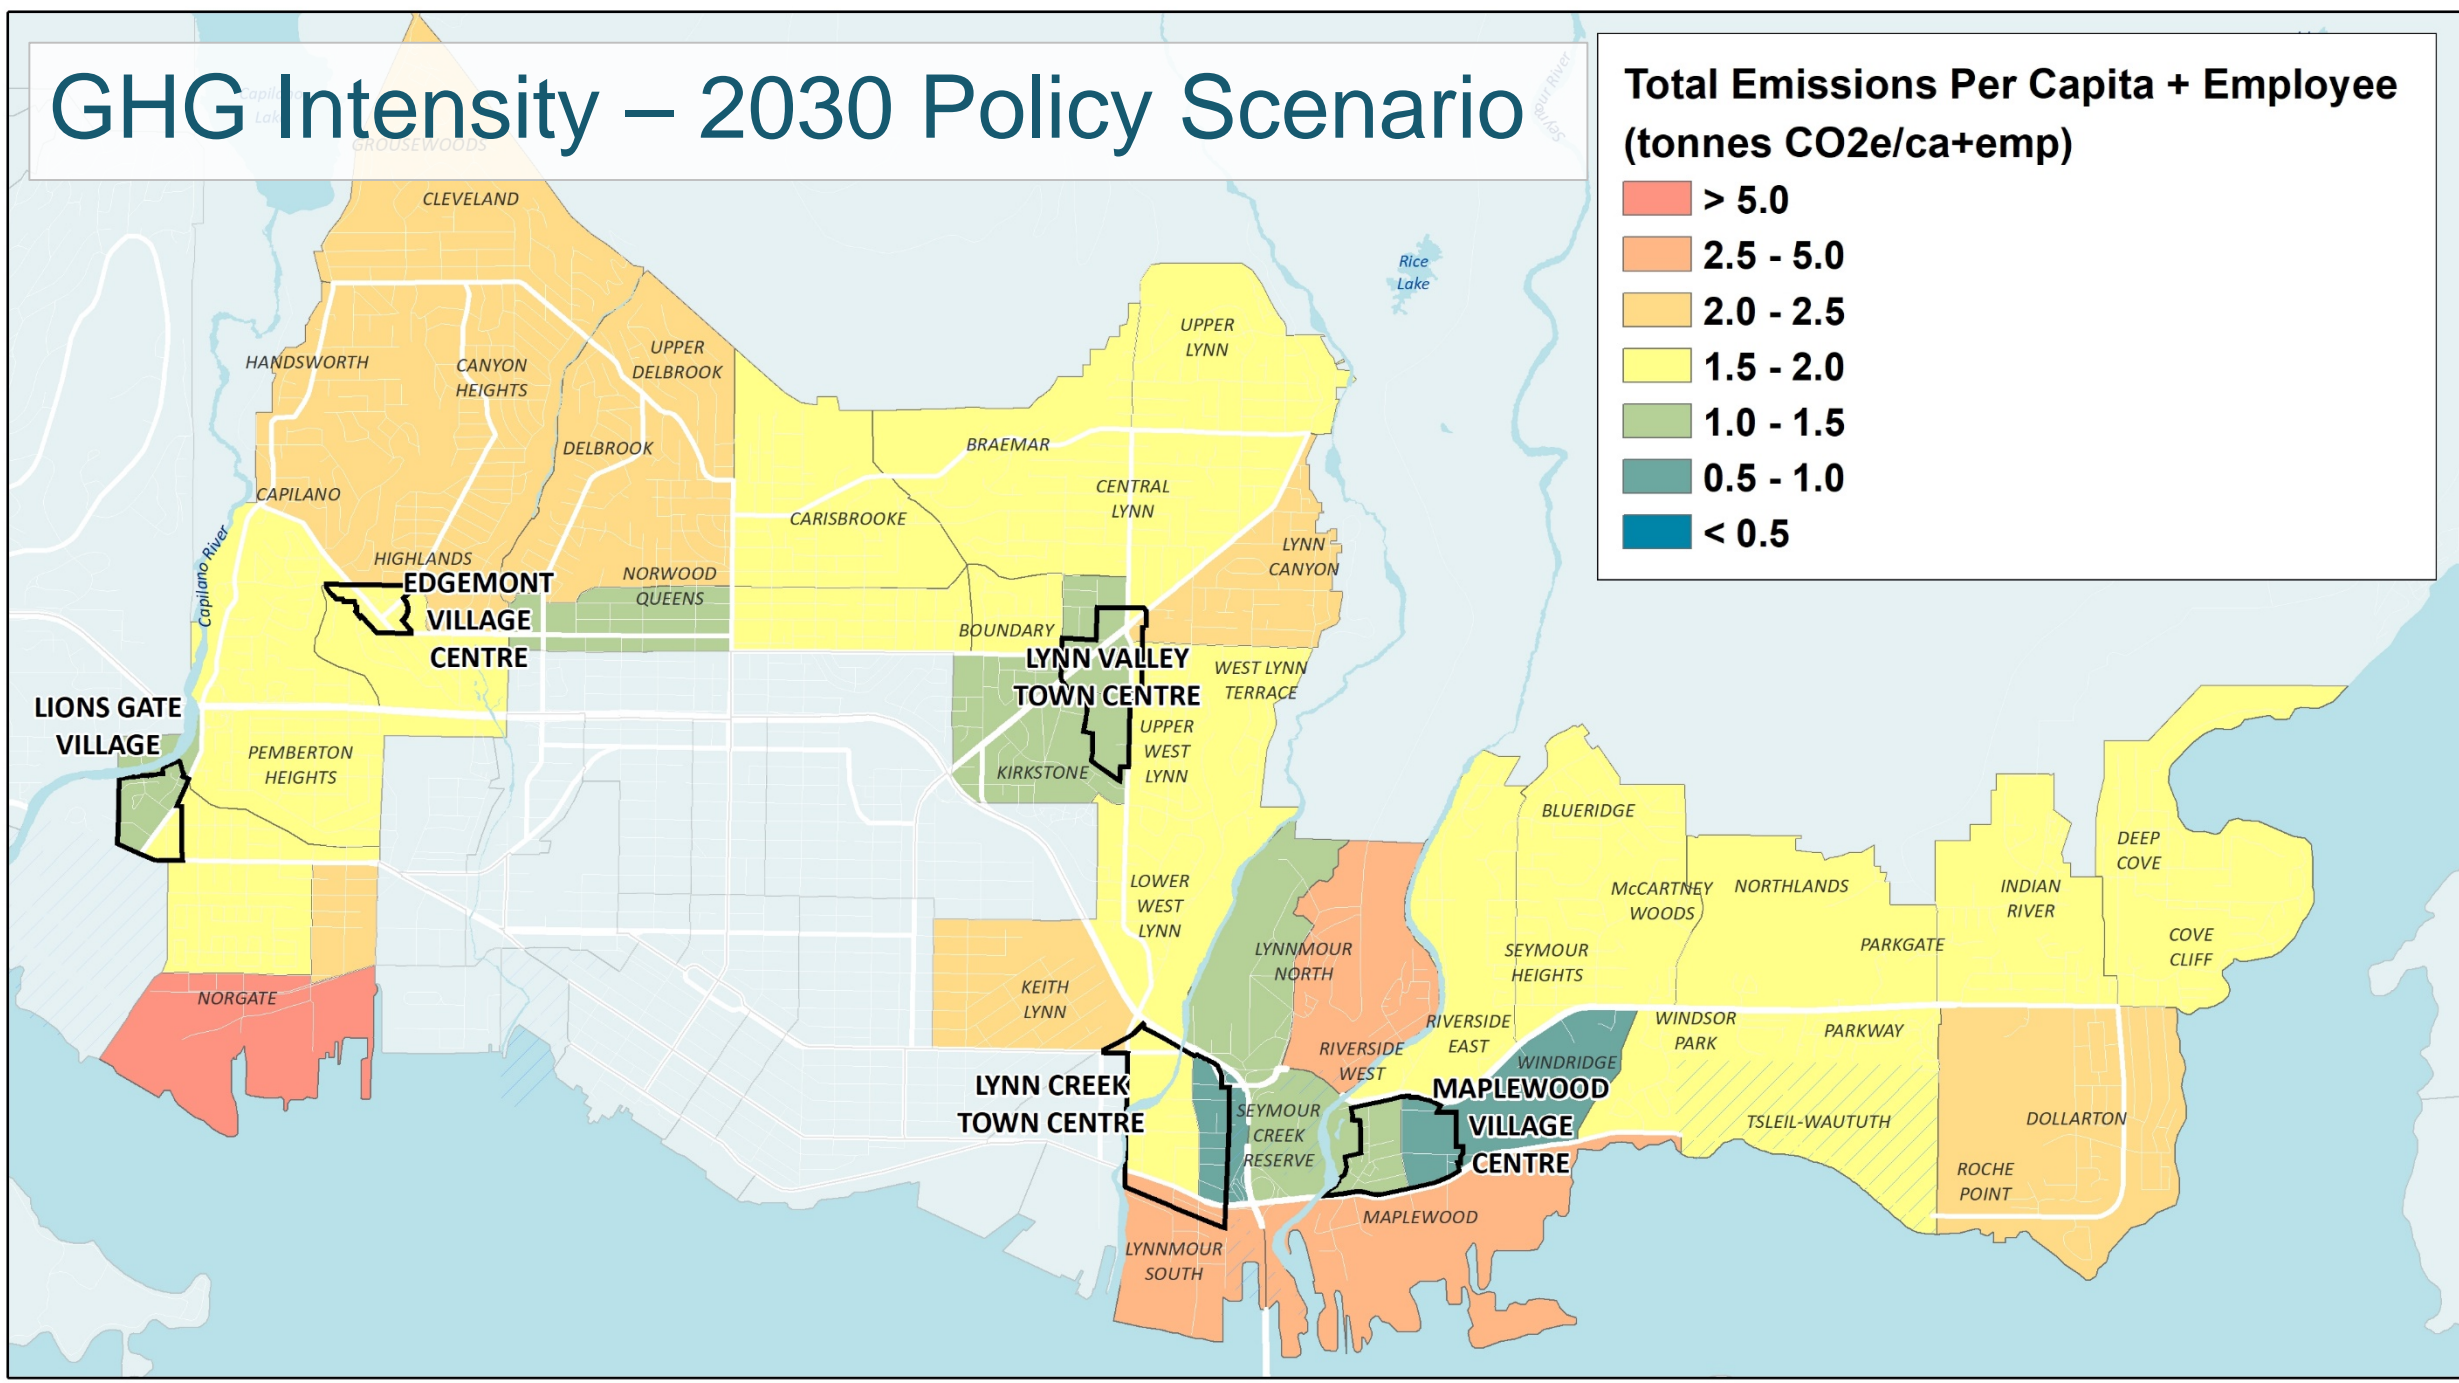 GHG Intensity – 2030 Policy Scenario
Total Emissions Per Capita + Employee
(tonnes CO2e/ca+emp)
> 5.0
2.5 - 5.0
2.0 - 2.5
1.5 - 2.0
1.0 - 1.5
0.5 - 1.0
< 0.5
Capilano
Lake
GROUSEWOODS
Seymour River
CLEVELAND
Rice
Lake
UPPER
LYNN
HANDSWORTH
CANYON
HEIGHTS
UPPER
DELBROOK
DELBROOK
BRAEMAR
CAPILANO
CENTRAL
LYNN
CARISBROOKE
Capilano River
HIGHLANDS
EDGEMONT
VILLAGE
CENTRE
NORWOOD
QUEENS
LYNN
CANYON
BOUNDARY
LYNN VALLEY
TOWN CENTRE
WEST LYNN
TERRACE
LIONS GATE
VILLAGE
PEMBERTON
HEIGHTS
UPPER
WEST
LYNN
KIRKSTONE
BLUERIDGE
DEEP
COVE
LOWER
WEST
LYNN
McCARTNEY
WOODS
NORTHLANDS
INDIAN
RIVER
LYNNMOUR
NORTH
SEYMOUR
HEIGHTS
PARKGATE
COVE
CLIFF
NORGATE
KEITH
LYNN
RIVERSIDE
EAST
WINDSOR
PARK
PARKWAY
RIVERSIDE
WEST
WINDRIDGE
LYNN CREEK
TOWN CENTRE
SEYMOUR
CREEK
RESERVE
MAPLEWOOD
VILLAGE
CENTRE
TSLEIL-WAUTUTH
DOLLARTON
ROCHE
POINT
MAPLEWOOD
LYNNMOUR
SOUTH